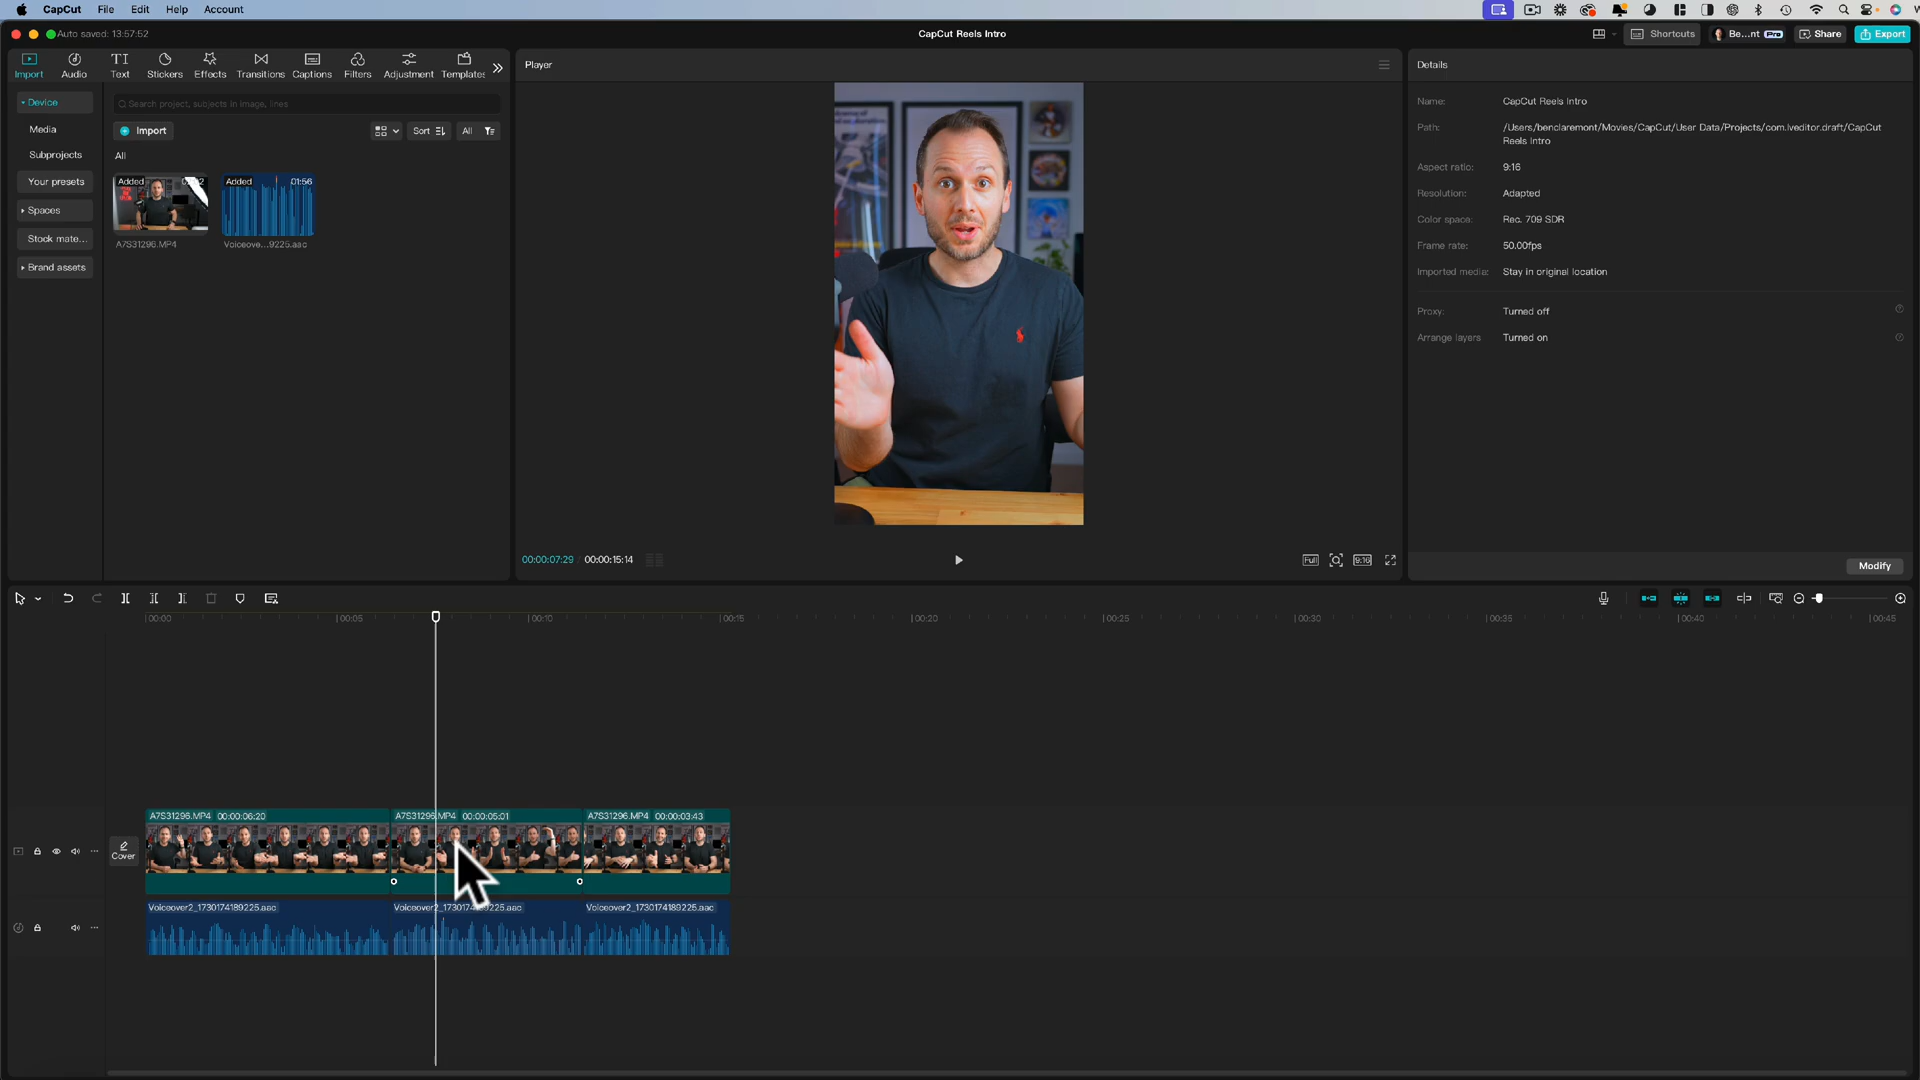 CapCut File Edit Help Account
Auto saved: 13:57:52
CapCut Reels Intro
Shortcuts
Be...nt Pro
Share
Export
Import Audio Text Stickers Effects Transitions Captions Filters Adjustment Templates
Device
Media
Subprojects
Your presets
Spaces
Stock mate...
Brand assets
Search project, subjects in image, lines
Import
Sort
All
All
Added
A7S31296.MP4
Added 01:56
Voiceove...9225.aac
Player
00:00:07:29 00:00:15:14
Full
9:16
Details
Name: CapCut Reels Intro
Path: /Users/benclaremont/Movies/CapCut/User Data/Projects/com.lveditor.draft/CapCut
Reels Intro
Aspect ratio: 9:16
Resolution: Adapted
Color space: Rec. 709 SDR
Frame rate: 50.00fps
Imported media: Stay in original location
Proxy: Turned off
Arrange layers Turned on
Modify
00:00 00:05 00:10 00:15 00:20 00:25 00:30 00:35 00:40 00:45
Cover
A7S31296.MP4 00:00:06:20
A7S31296.MP4 00:00:05:01
A7S31296.MP4 00:00:03:43
Voiceover2_1730174189225.aac
Voiceover2_1730174189225.aac
Voiceover2_1730174189225.aac